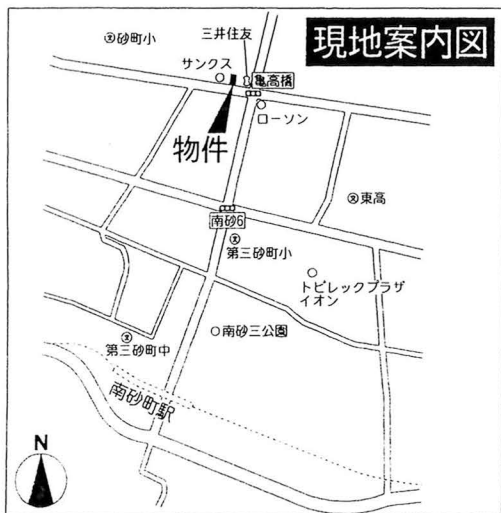 現地案内図
砂町小
三井住友
サンクス
亀高橋
ローソン
物件
東高
南砂6
第三砂町小
トピレックプラザ
イオン
南砂三公園
第三砂町中
南砂町駅
N